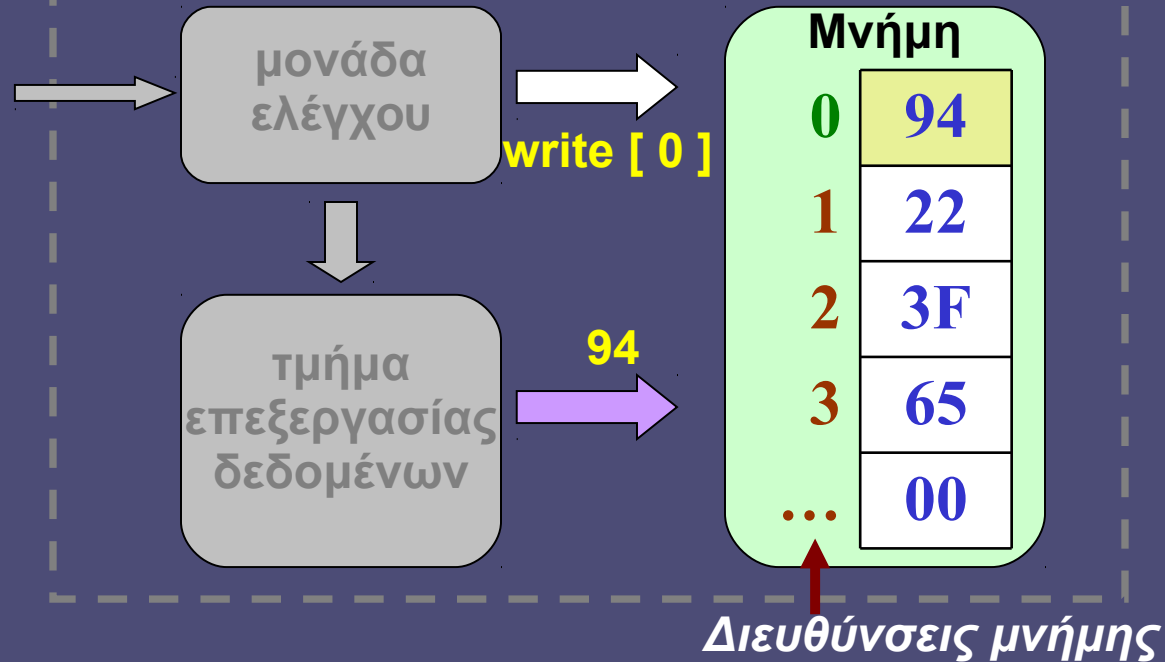 μονάδα
ελέγχου
write [ 0 ]
τμήμα
επεξεργασίας
δεδομένων
94
Μνήμη
0 94
1 22
2 3F
3 65
... 00
Διευθύνσεις μνήμης